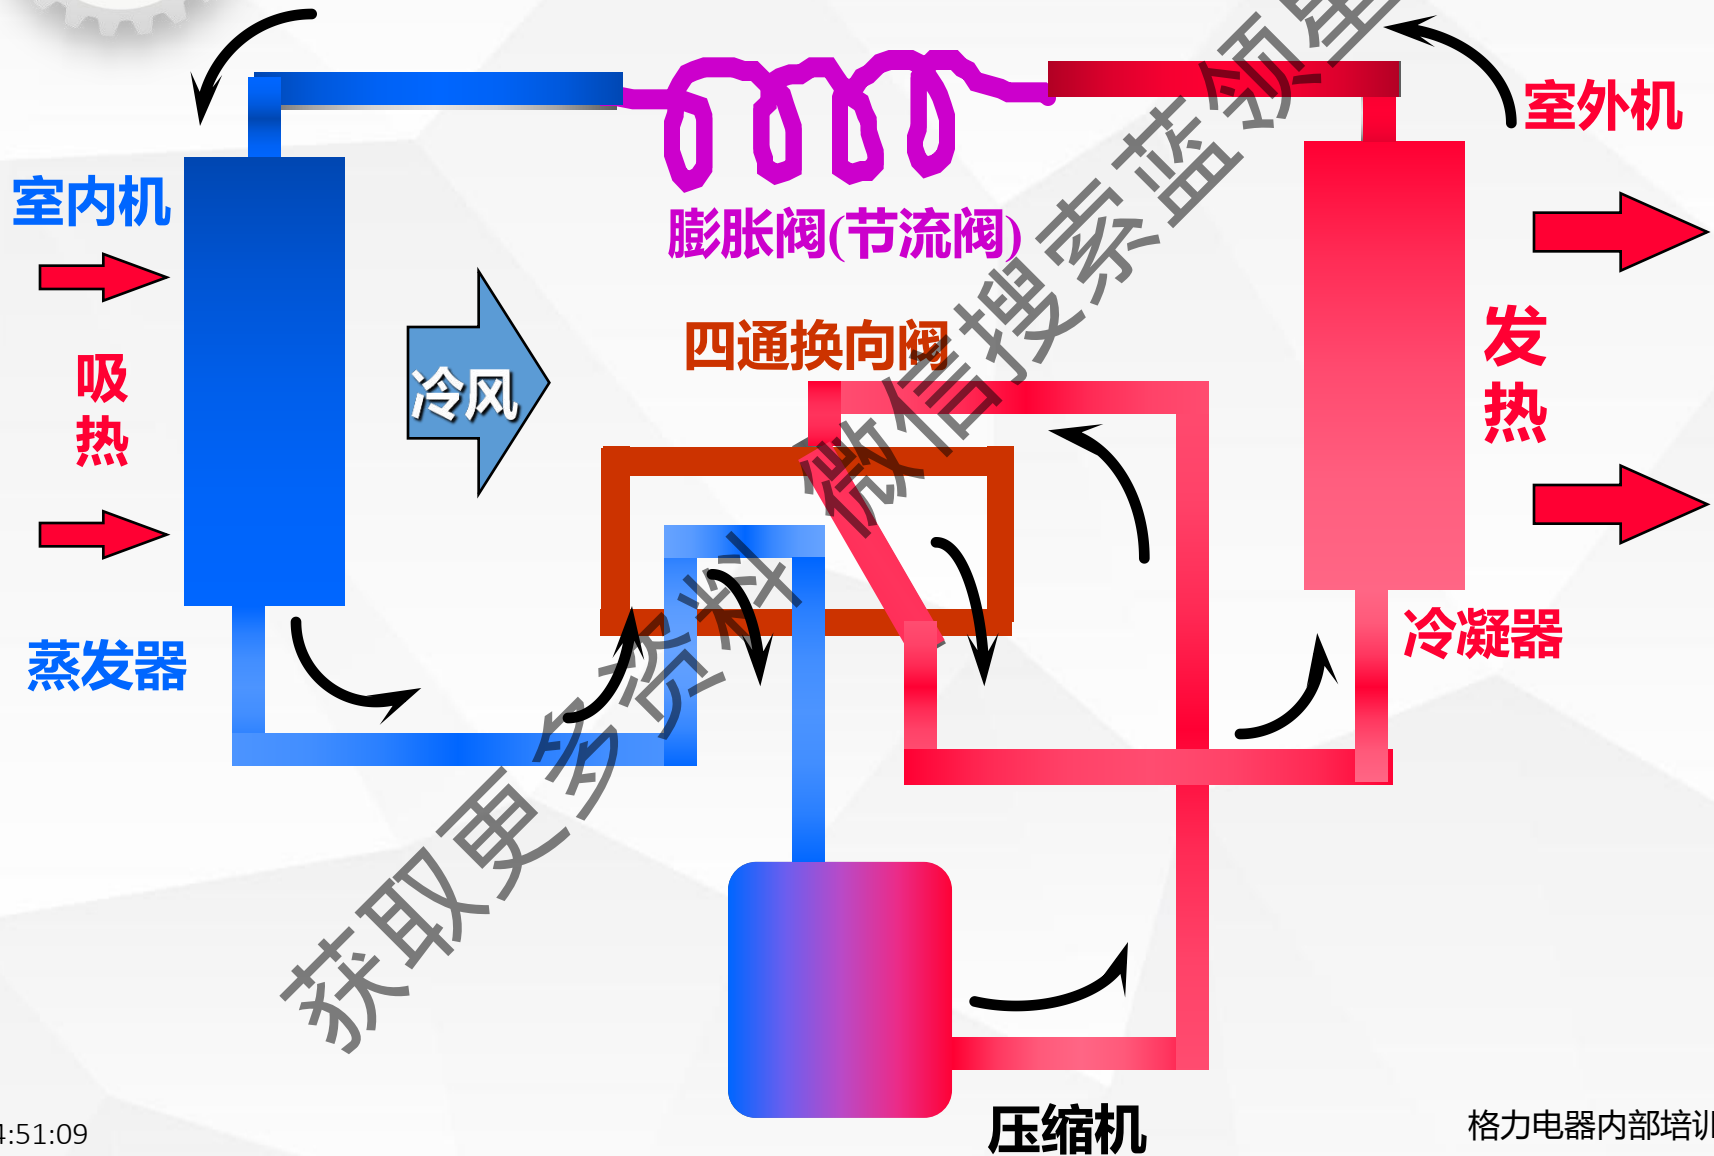 室外机
室内机
膨胀阀(节流阀)
四通换向阀
冷风
吸
热
发
热
蒸发器
冷凝器
压缩机
获取更多资料 微信搜索蓝领星
4:51:09
格力电器内部培训